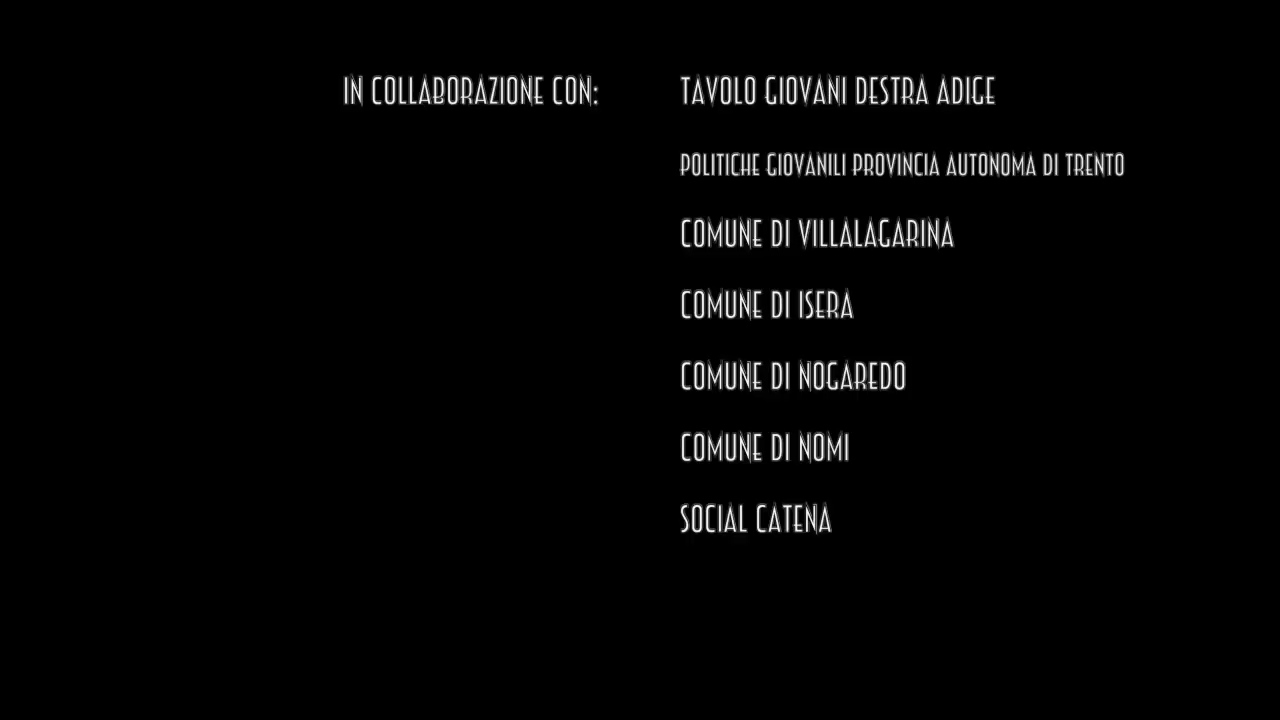 IN COLLABORAZIONE CON: TAVOLO GIOVANI DESTRA ADIGE
POLITICHE GIOVANILI PROVINCIA AUTONOMA DI TRENTO
COMUNE DI VILLALAGARINA
COMUNE DI ISERA
COMUNE DI NOGAREDO
COMUNE DI NOMI
SOCIAL CATENA